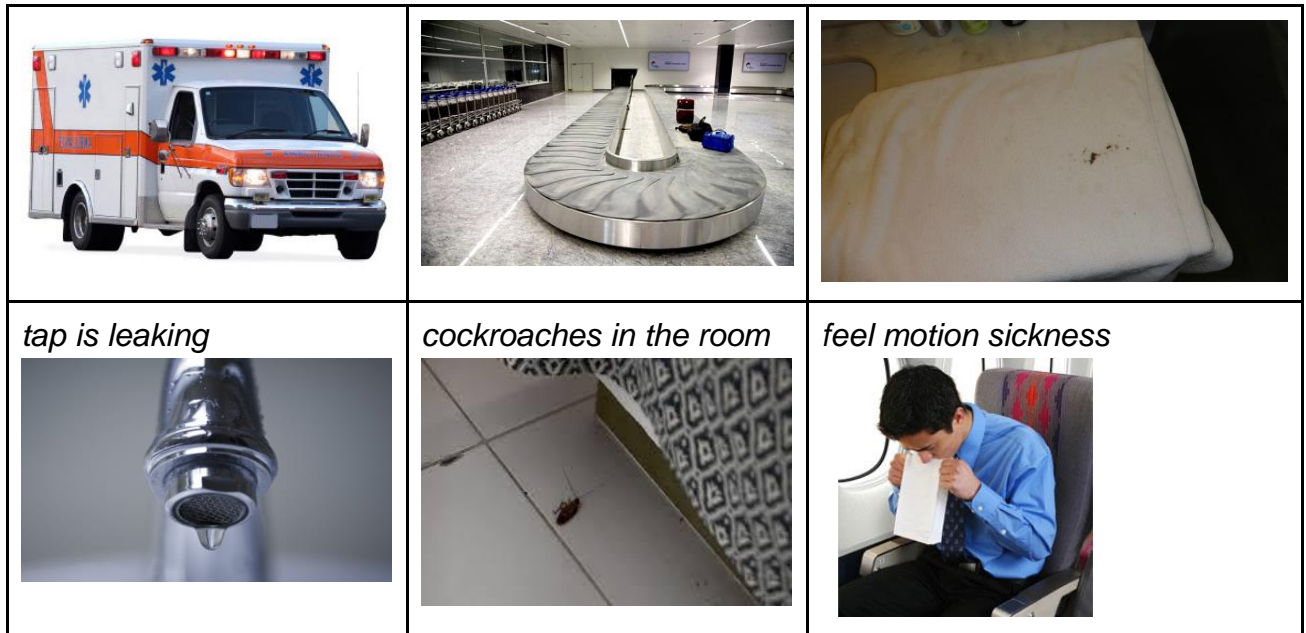 tap is leaking
cockroaches in the room
feel motion sickness